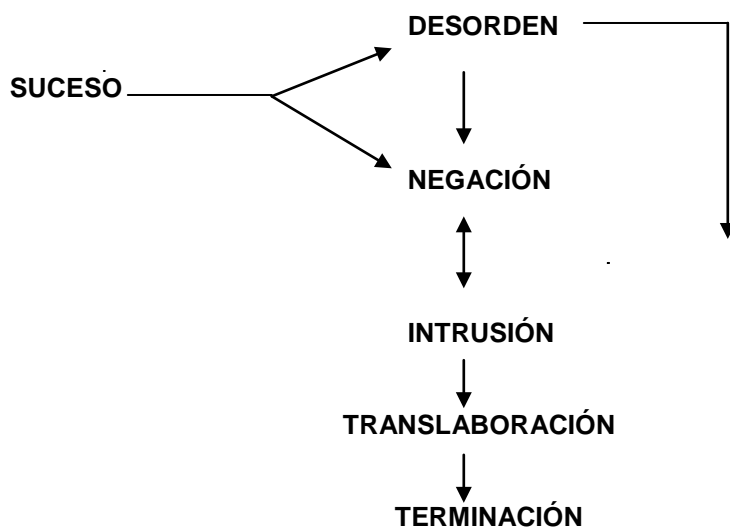 DESORDEN
SUCESO
NEGACIÓN
INTRUSIÓN
TRANSLABORACIÓN
TERMINACIÓN